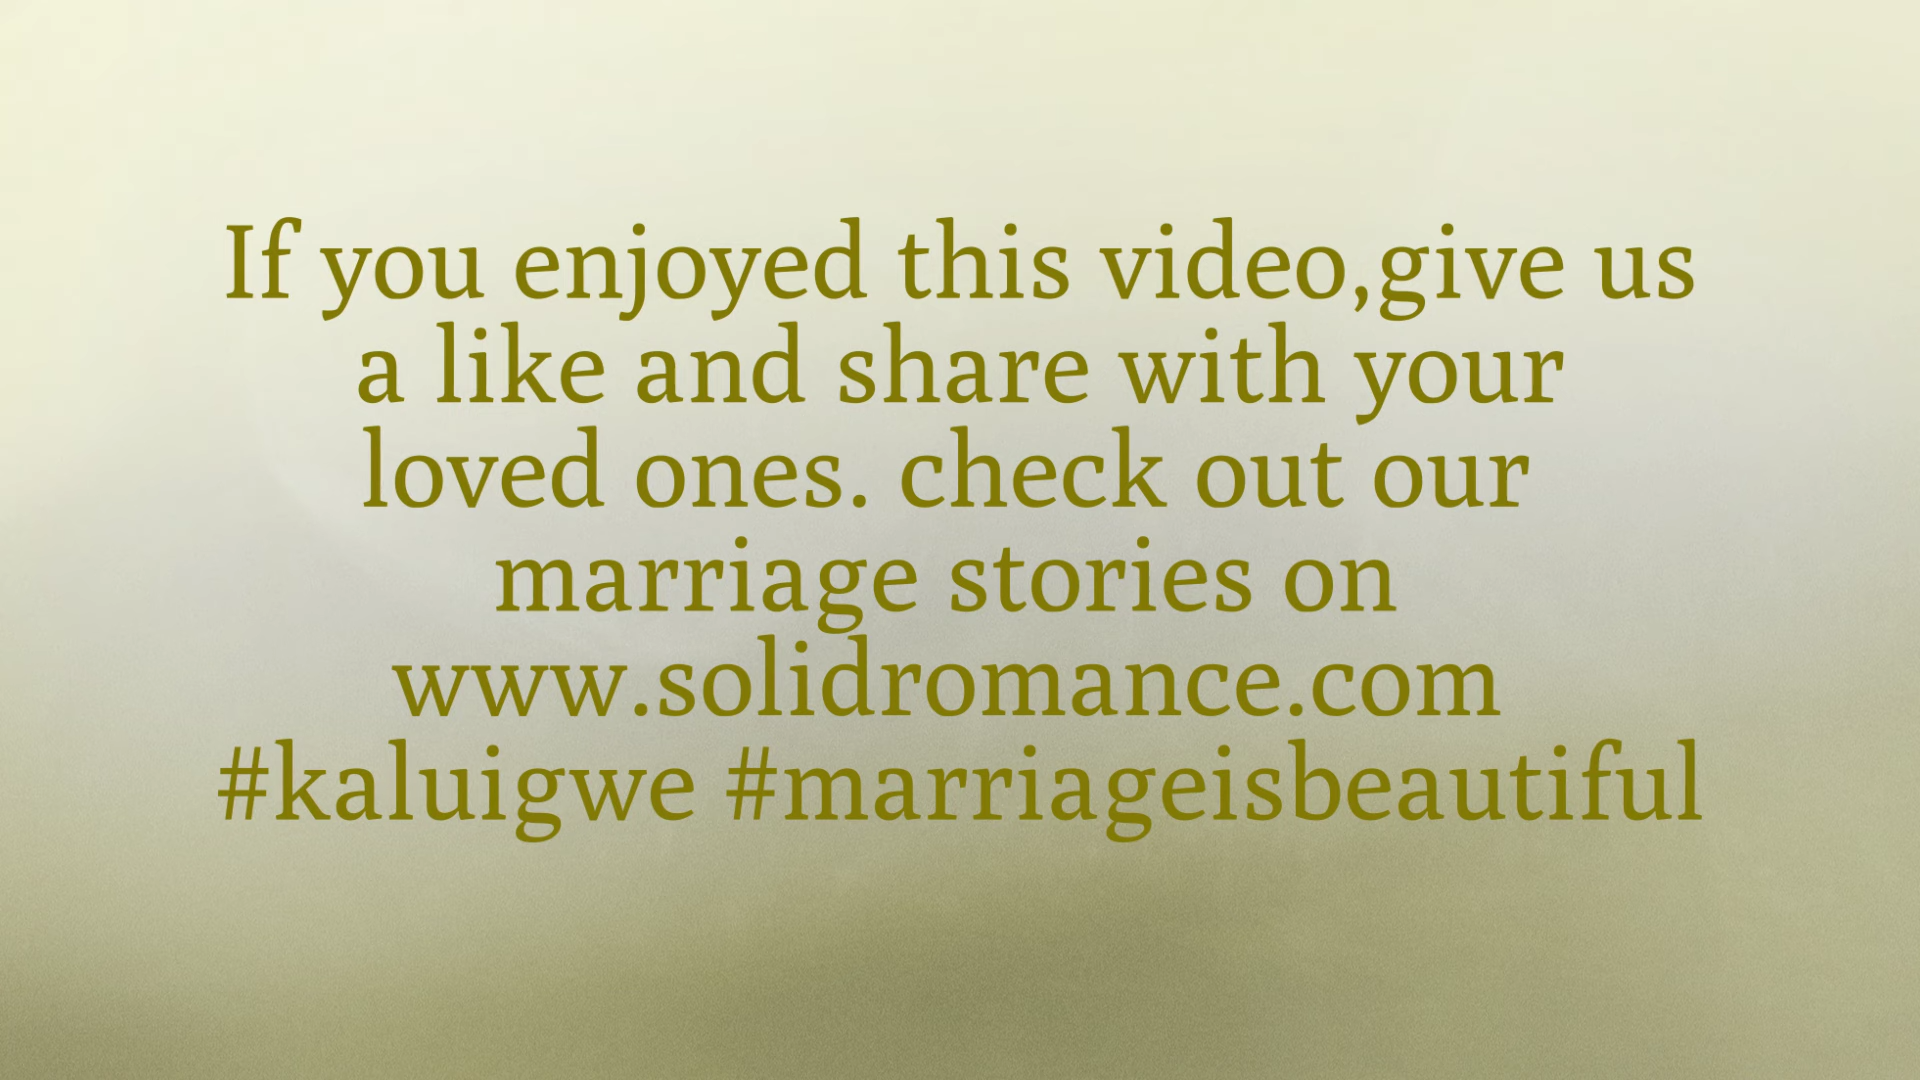 If you enjoyed this video,give us
a like and share with your
loved ones. check out our
marriage stories on
www.solidromance.com
#kaluigwe #marriageisbeautiful